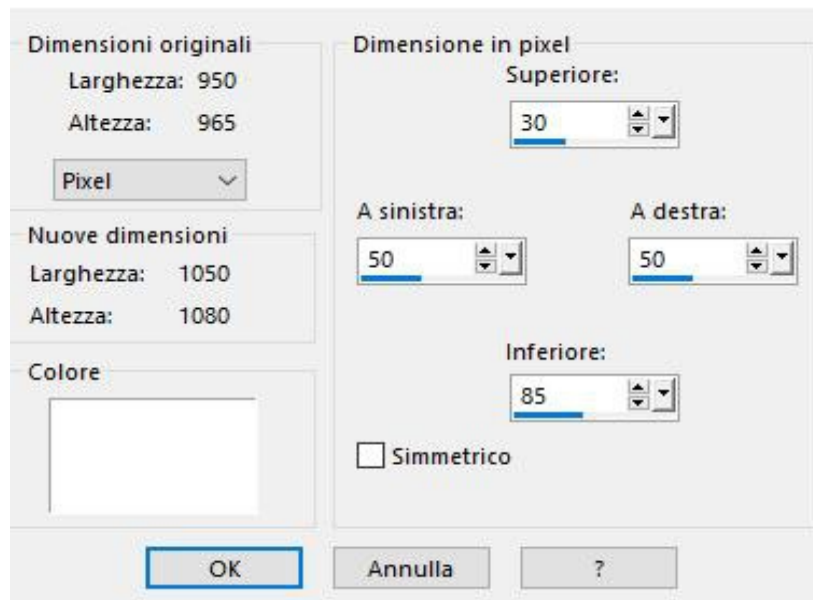 Dimensioni originali
Larghezza: 950
Altezza: 965
Pixel
Nuove dimensioni
Larghezza: 1050
Altezza: 1080
Colore
Dimensione in pixel
Superiore:
30
A sinistra: A destra:
50 50
Inferiore:
85
Simmetrico
OK Annulla ?